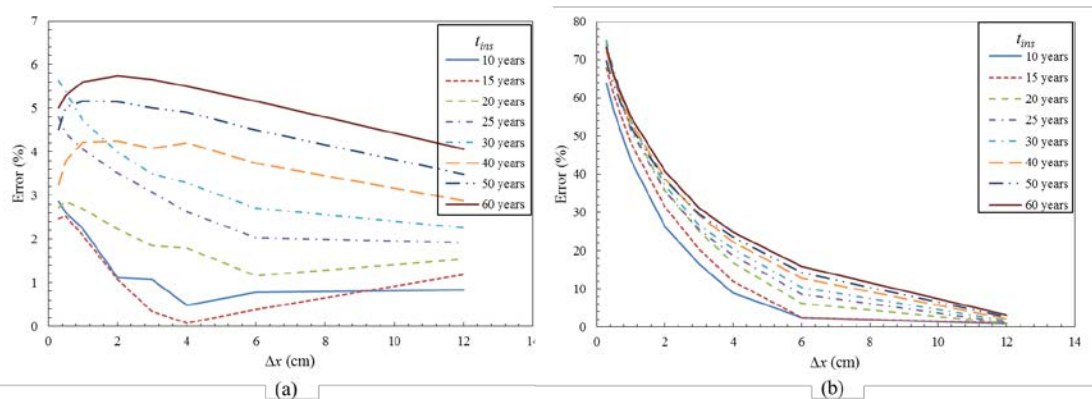 7
6
5
4
3
2
1
0
Error (%)
0 2 4 6 8 10 12 14
Δx (cm)
t_ins
10 years
15 years
20 years
25 years
30 years
40 years
50 years
60 years
(a)
80
70
60
50
40
30
20
10
0
Error (%)
0 2 4 6 8 10 12 14
Δx (cm)
t_ins
10 years
15 years
20 years
25 years
30 years
40 years
50 years
60 years
(b)